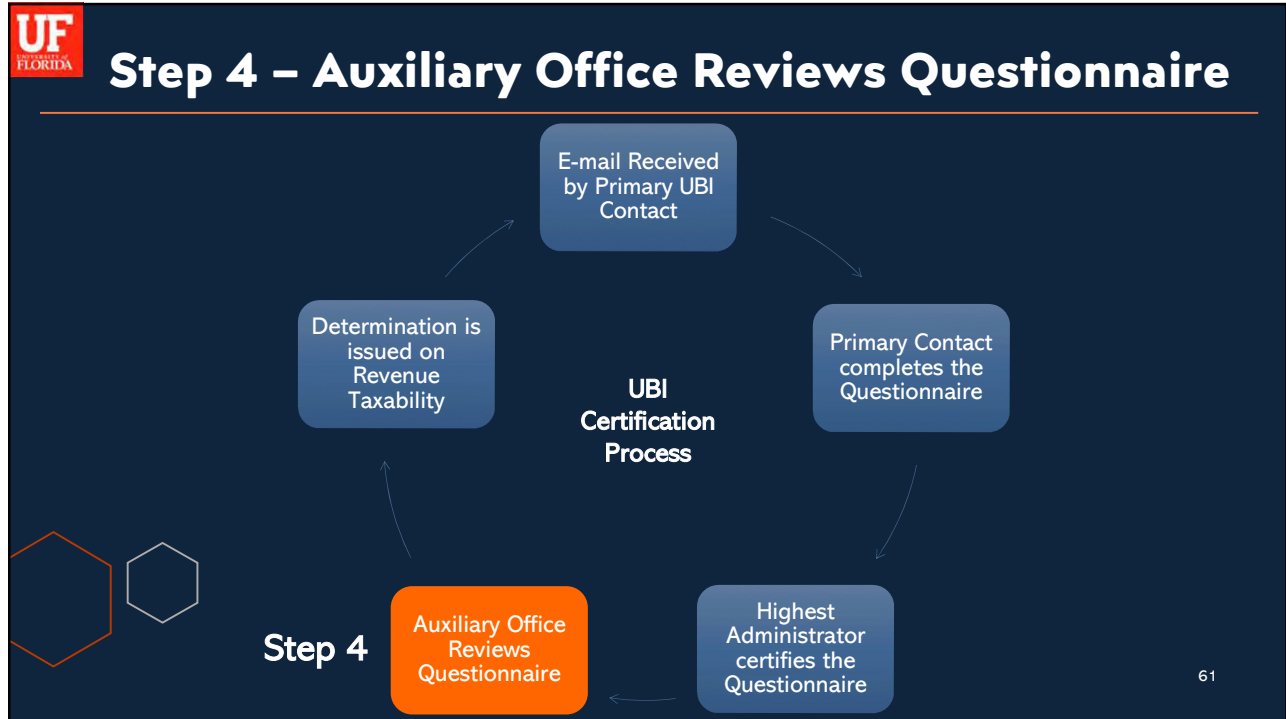 UF
UNIVERSITY of
FLORIDA
Step 4 – Auxiliary Office Reviews Questionnaire
E-mail Received
by Primary UBI
Contact
Primary Contact
completes the
Questionnaire
Highest
Administrator
certifies the
Questionnaire
Step 4
Auxiliary Office
Reviews
Questionnaire
Determination is
issued on
Revenue
Taxability
UBI
Certification
Process
61